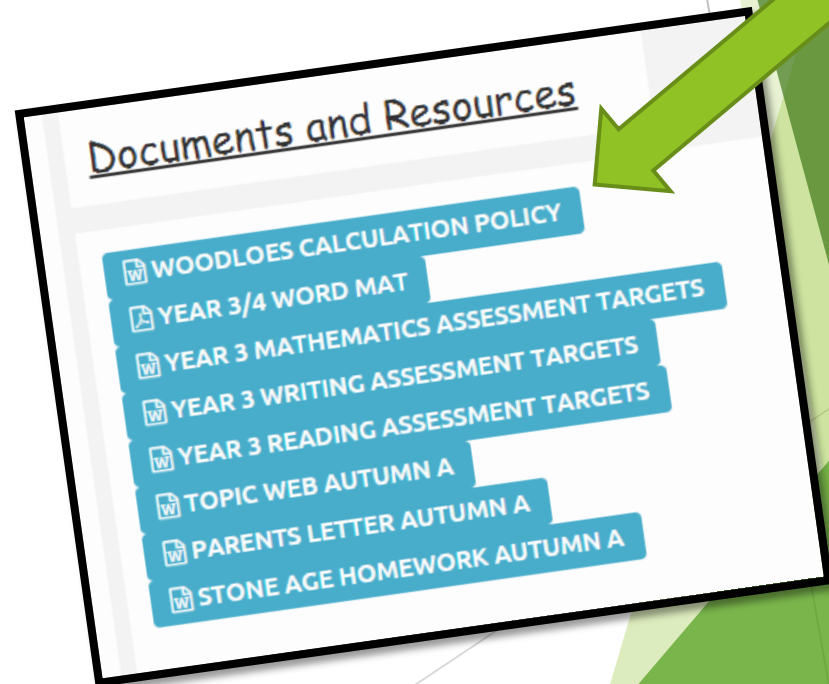 Documents and Resources
WOODLOES CALCULATION POLICY
YEAR 3/4 WORD MAT
YEAR 3 MATHEMATICS ASSESSMENT TARGETS
YEAR 3 WRITING ASSESSMENT TARGETS
YEAR 3 READING ASSESSMENT TARGETS
TOPIC WEB AUTUMN A
PARENTS LETTER AUTUMN A
STONE AGE HOMEWORK AUTUMN A